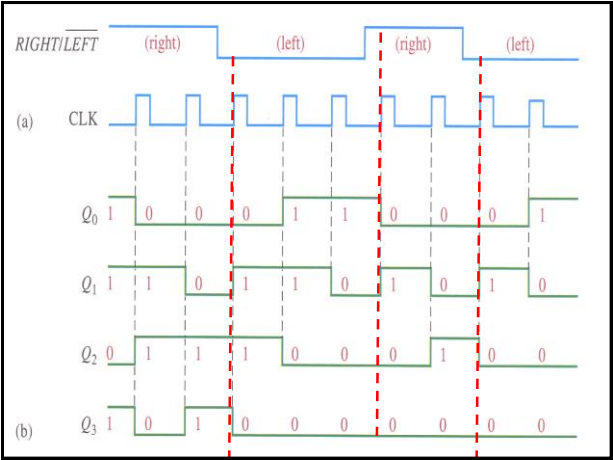 RIGHT/LEFT (right) (left) (right) (left)
(a) CLK
Q0 1 0 0 0 0 1 1 0 0 0 1
Q1 1 1 0 1 1 0 1 0 1 0
Q2 0 1 1 1 0 0 0 1 0 0
(b) Q3 1 0 1 0 0 0 0 0 0 0